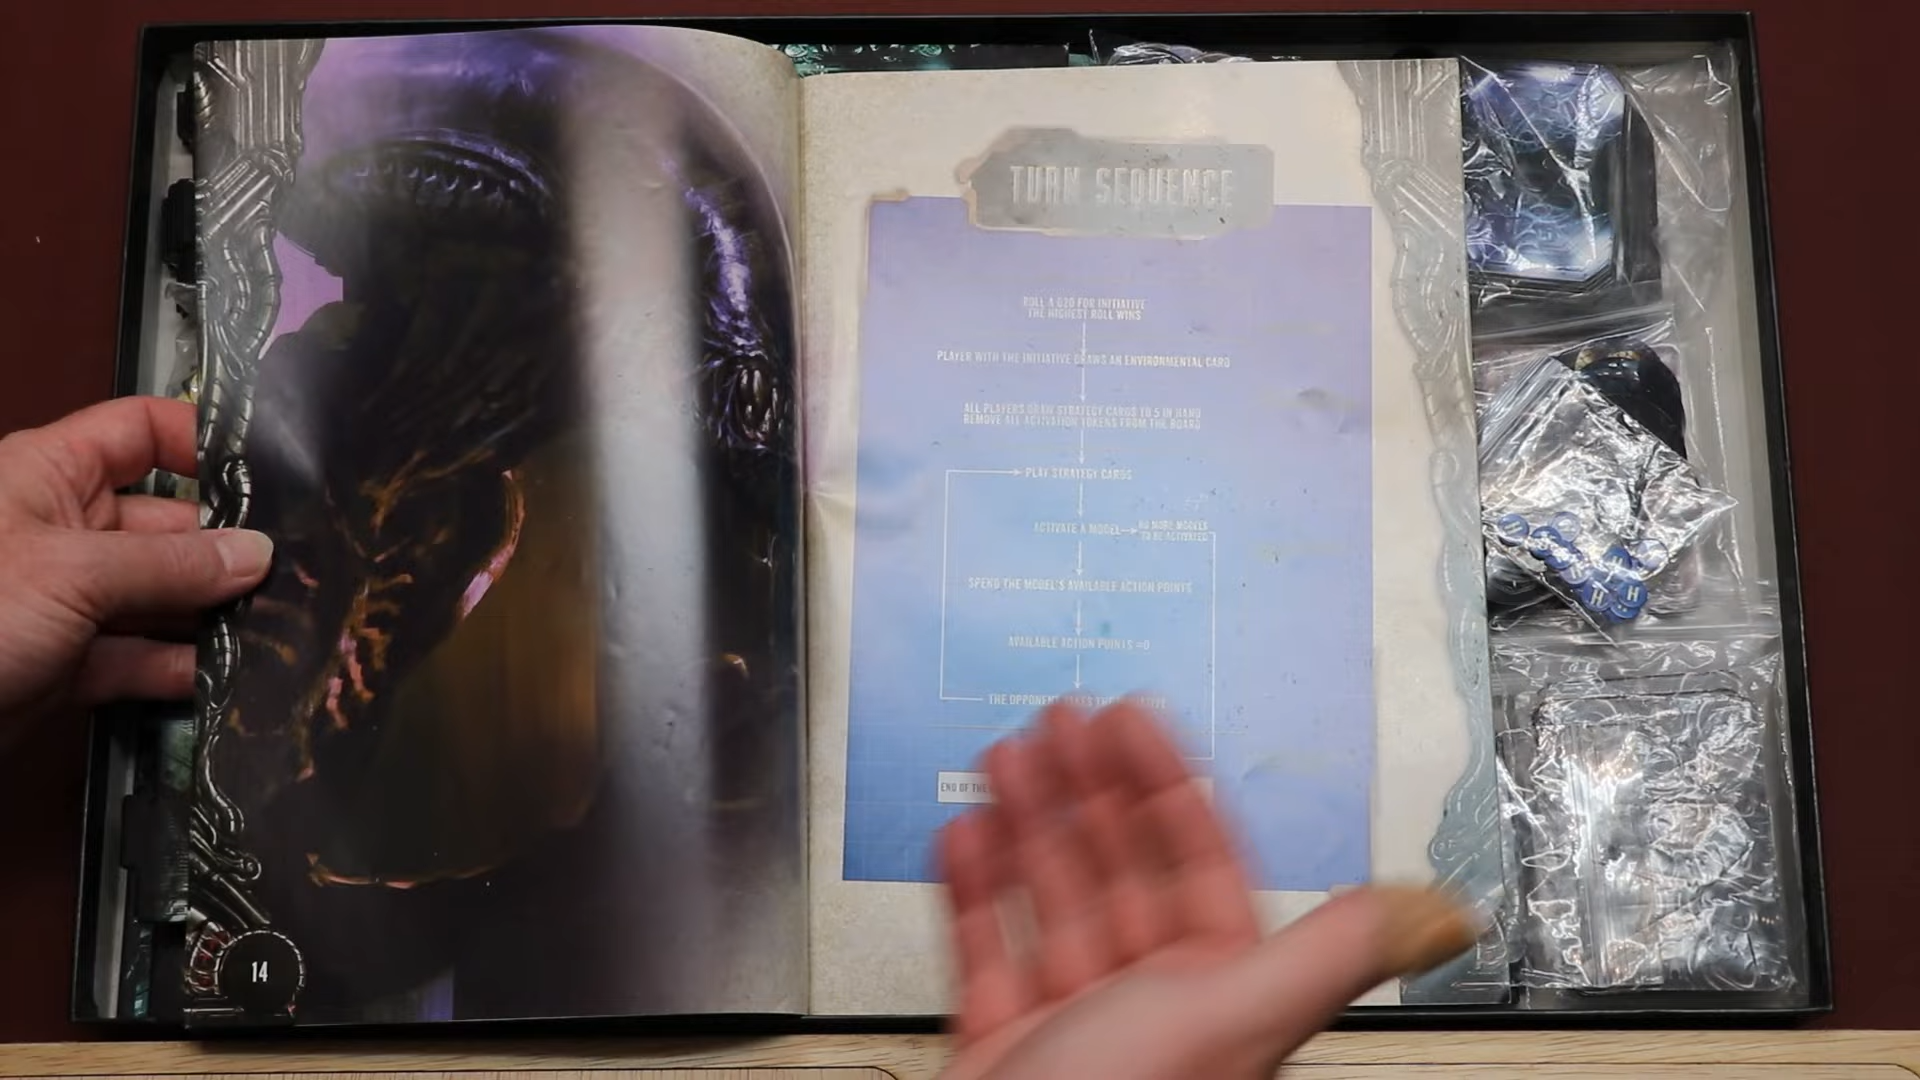 TURN SEQUENCE
ROLL A D20 FOR INITIATIVE
THE HIGHEST ROLL WINS
PLAYER WITH THE INITIATIVE DRAWS AN ENVIRONMENTAL CARD
ALL PLAYERS DRAW STRATEGY CARDS TO 5 IN HAND
REMOVE ALL ACTIVATION TOKENS FROM THE BOARD
PLAY STRATEGY CARDS
ACTIVATE A MODEL
NO MORE MODELS
TO BE ACTIVATED
SPEND THE MODEL'S AVAILABLE ACTION POINTS
AVAILABLE ACTION POINTS =0
THE OPPONENT TAKES THE INITIATIVE
END OF THE
14
H
H